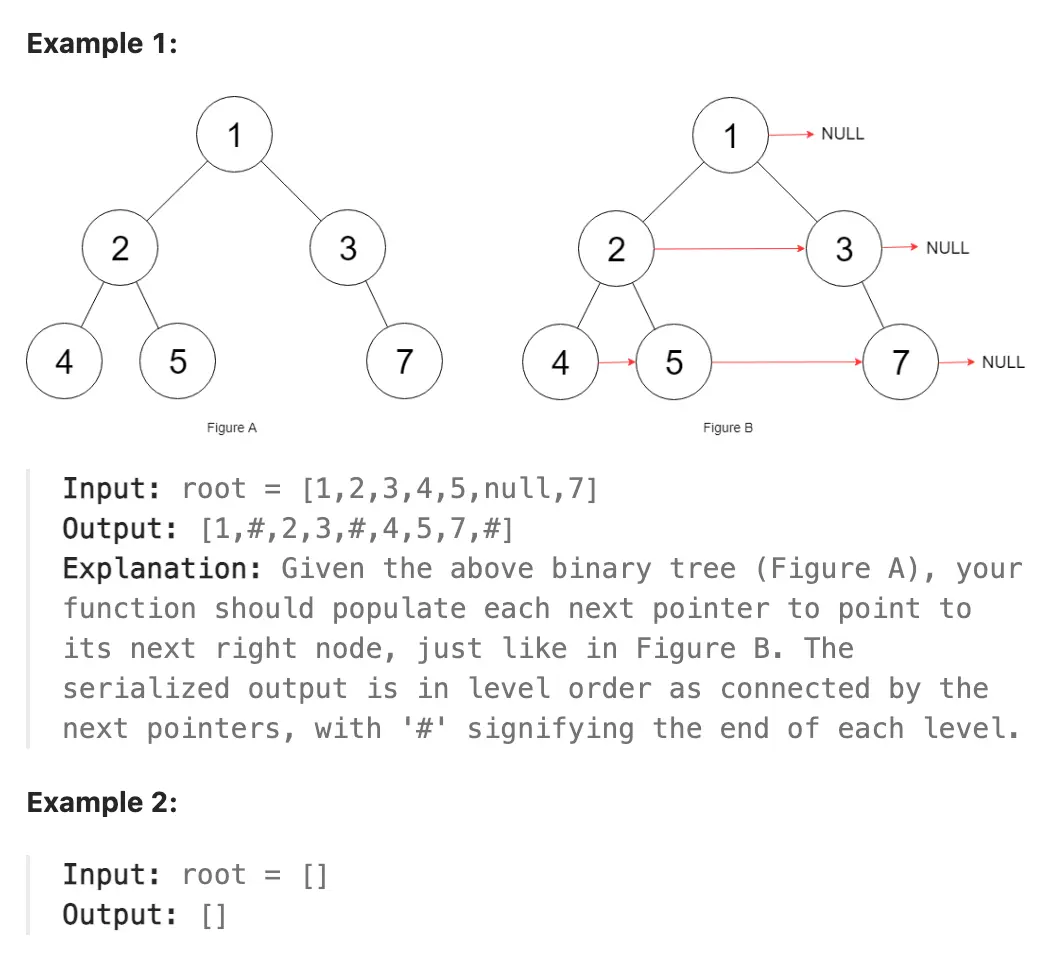 Example 1:
1
1
NULL
2
3
2
3
NULL
4
5
7
4
5
7
NULL
Figure A
Figure B
Input: root = [1,2,3,4,5,null,7]
Output: [1,#,2,3,#,4,5,7,#]
Explanation: Given the above binary tree (Figure A), your
function should populate each next pointer to point to
its next right node, just like in Figure B. The
serialized output is in level order as connected by the
next pointers, with '#' signifying the end of each level.
Example 2:
Input: root = []
Output: []